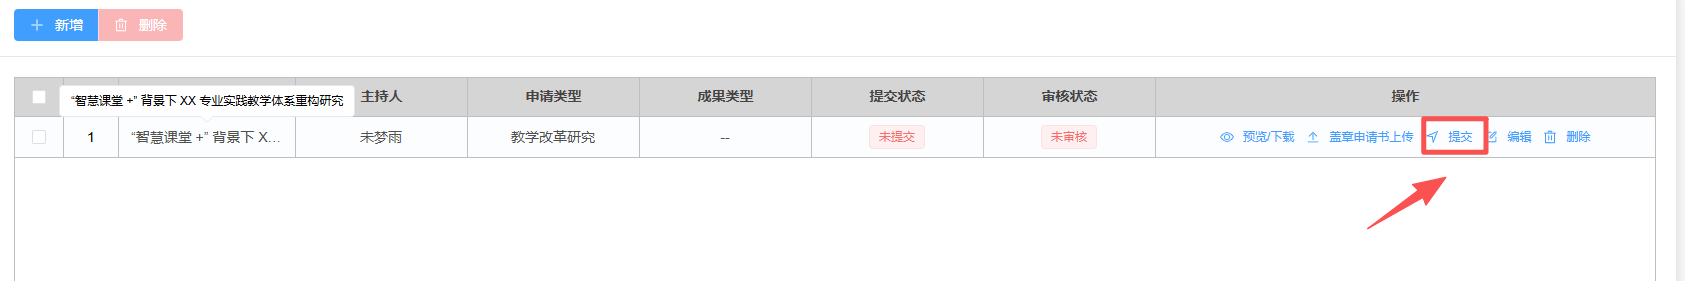 新增 删除
“智慧课堂 +” 背景下 XX 专业实践教学体系重构研究 主持人 申请类型 成果类型 提交状态 审核状态 操作
1 “智慧课堂 +” 背景下 X... 未梦雨 教学改革研究 -- 未提交 未审核 预览/下载 盖章申请书上传 提交 编辑 删除